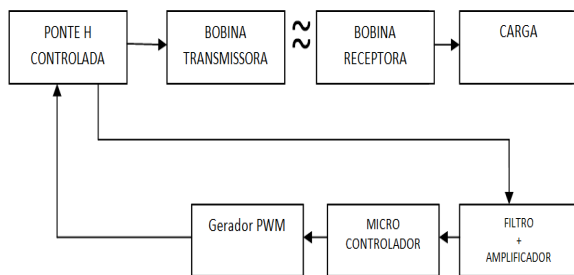 PONTE H
CONTROLADA
BOBINA
TRANSMISSORA
BOBINA
RECEPTORA
CARGA
Gerador PWM
MICRO
CONTROLADOR
FILTRO
+
AMPLIFICADOR